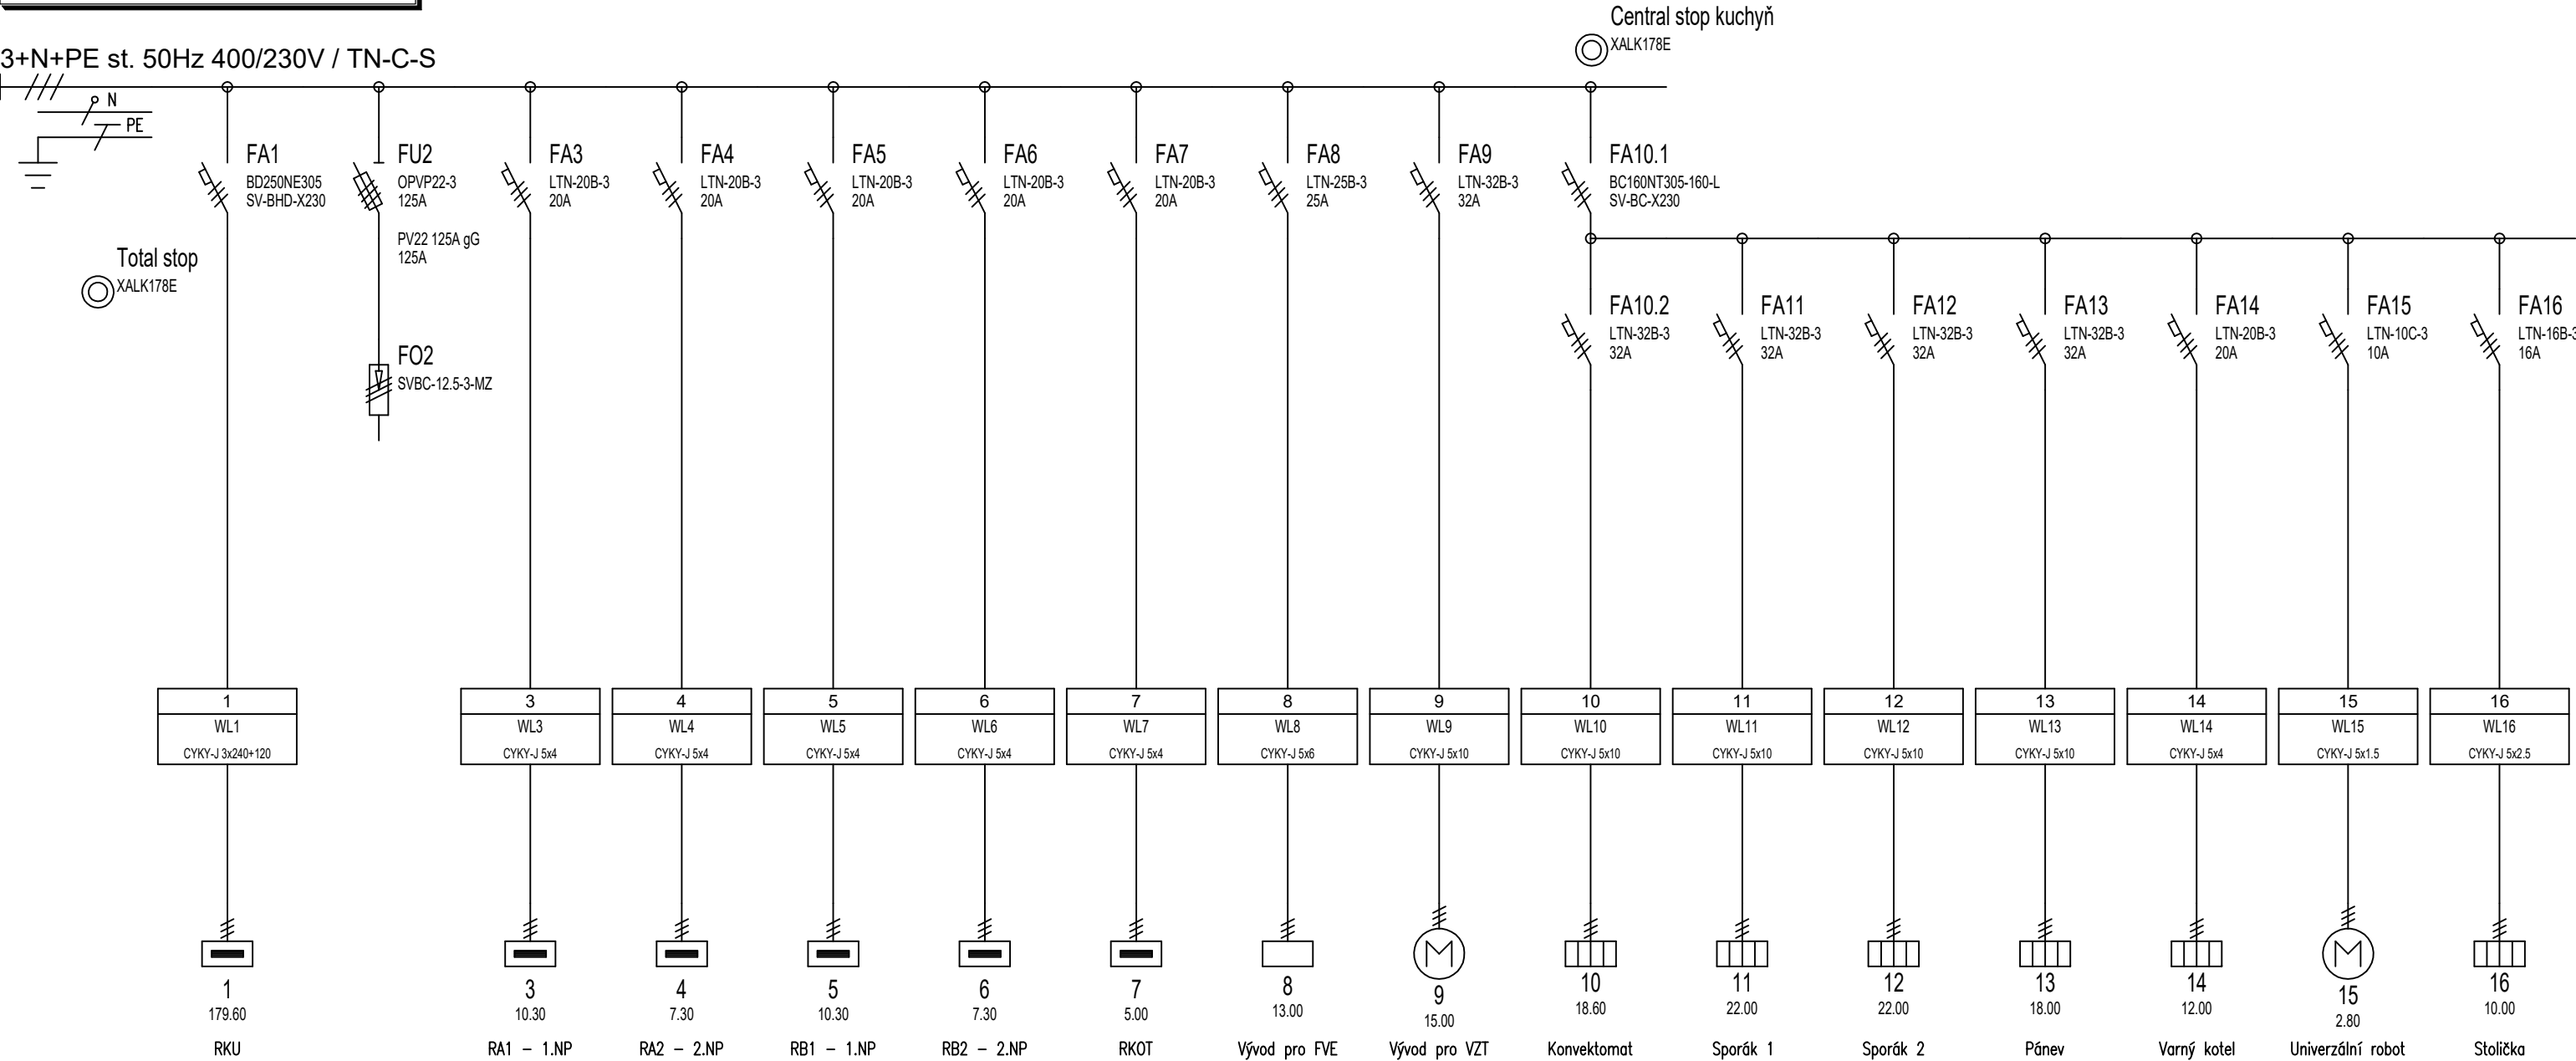 Central stop kuchyň
XALK178E
3+N+PE st. 50Hz 400/230V / TN-C-S
N
PE
FA1
BD250NE305
SV-BHD-X230
FU2
OPVP22-3
125A
PV22 125A gG
125A
FA3
LTN-20B-3
20A
FA4
LTN-20B-3
20A
FA5
LTN-20B-3
20A
FA6
LTN-20B-3
20A
FA7
LTN-20B-3
20A
FA8
LTN-25B-3
25A
FA9
LTN-32B-3
32A
FA10.1
BC160NT305-160-L
SV-BC-X230
Total stop
XALK178E
FO2
SVBC-12.5-3-MZ
FA10.2
LTN-32B-3
32A
FA11
LTN-32B-3
32A
FA12
LTN-32B-3
32A
FA13
LTN-32B-3
32A
FA14
LTN-20B-3
20A
FA15
LTN-10C-3
10A
FA16
LTN-16B-3
16A
1
WL1
CYKY-J 3x240+120
3
WL3
CYKY-J 5x4
4
WL4
CYKY-J 5x4
5
WL5
CYKY-J 5x4
6
WL6
CYKY-J 5x4
7
WL7
CYKY-J 5x4
8
WL8
CYKY-J 5x6
9
WL9
CYKY-J 5x10
10
WL10
CYKY-J 5x10
11
WL11
CYKY-J 5x10
12
WL12
CYKY-J 5x10
13
WL13
CYKY-J 5x10
14
WL14
CYKY-J 5x4
15
WL15
CYKY-J 5x1.5
16
WL16
CYKY-J 5x2.5
1
179.60
RKU
3
10.30
RA1 – 1.NP
4
7.30
RA2 – 2.NP
5
10.30
RB1 – 1.NP
6
7.30
RB2 – 2.NP
7
5.00
RKOT
8
13.00
Vývod pro FVE
M
9
15.00
Vývod pro VZT
10
18.60
Konvektomat
11
22.00
Sporák 1
12
22.00
Sporák 2
13
18.00
Pánev
14
12.00
Varný kotel
M
15
2.80
Univerzální robot
16
10.00
Stolička